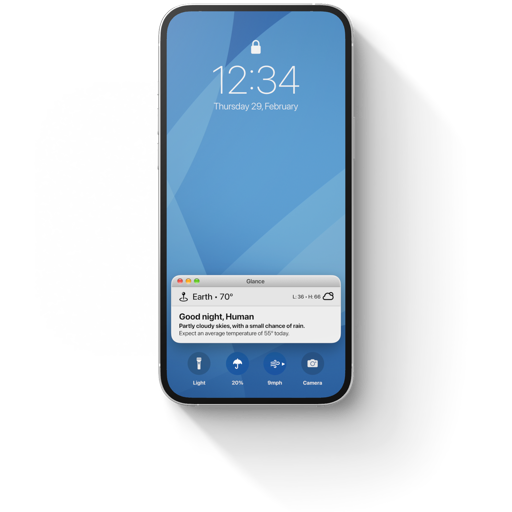 12:34
Thursday 29, February
Glance
Earth • 70°
L: 36 • H: 66
Good night, Human
Partly cloudy skies, with a small chance of rain.
Expect an average temperature of 55° today.
Light
20%
9mph
Camera